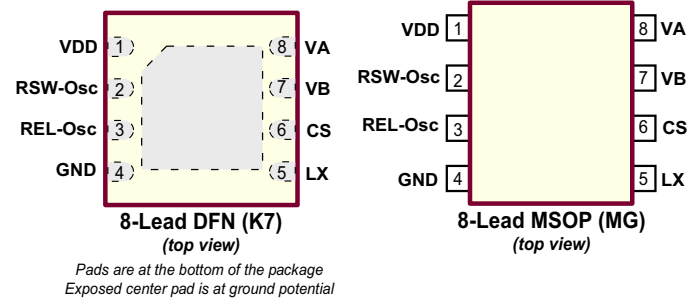 VDD 1 8 VA
RSW-Osc 2 7 VB
REL-Osc 3 6 CS
GND 4 5 LX
8-Lead DFN (K7)
(top view)
Pads are at the bottom of the package
Exposed center pad is at ground potential
VDD 1 8 VA
RSW-Osc 2 7 VB
REL-Osc 3 6 CS
GND 4 5 LX
8-Lead MSOP (MG)
(top view)